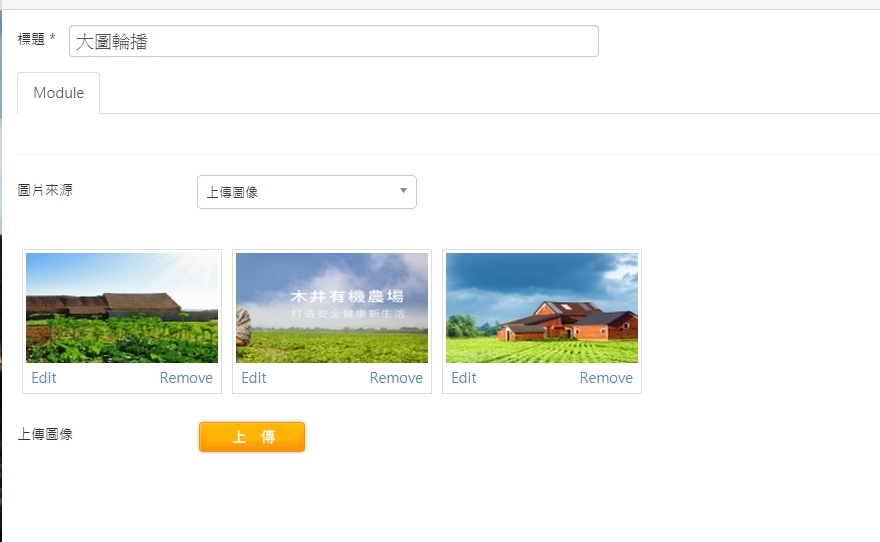 標題 *
大圖輪播
Module
圖片來源
上傳圖像
木井有機農場
打造安全健康新生活
Edit
Remove
Edit
Remove
Edit
Remove
上傳圖像
上 傳